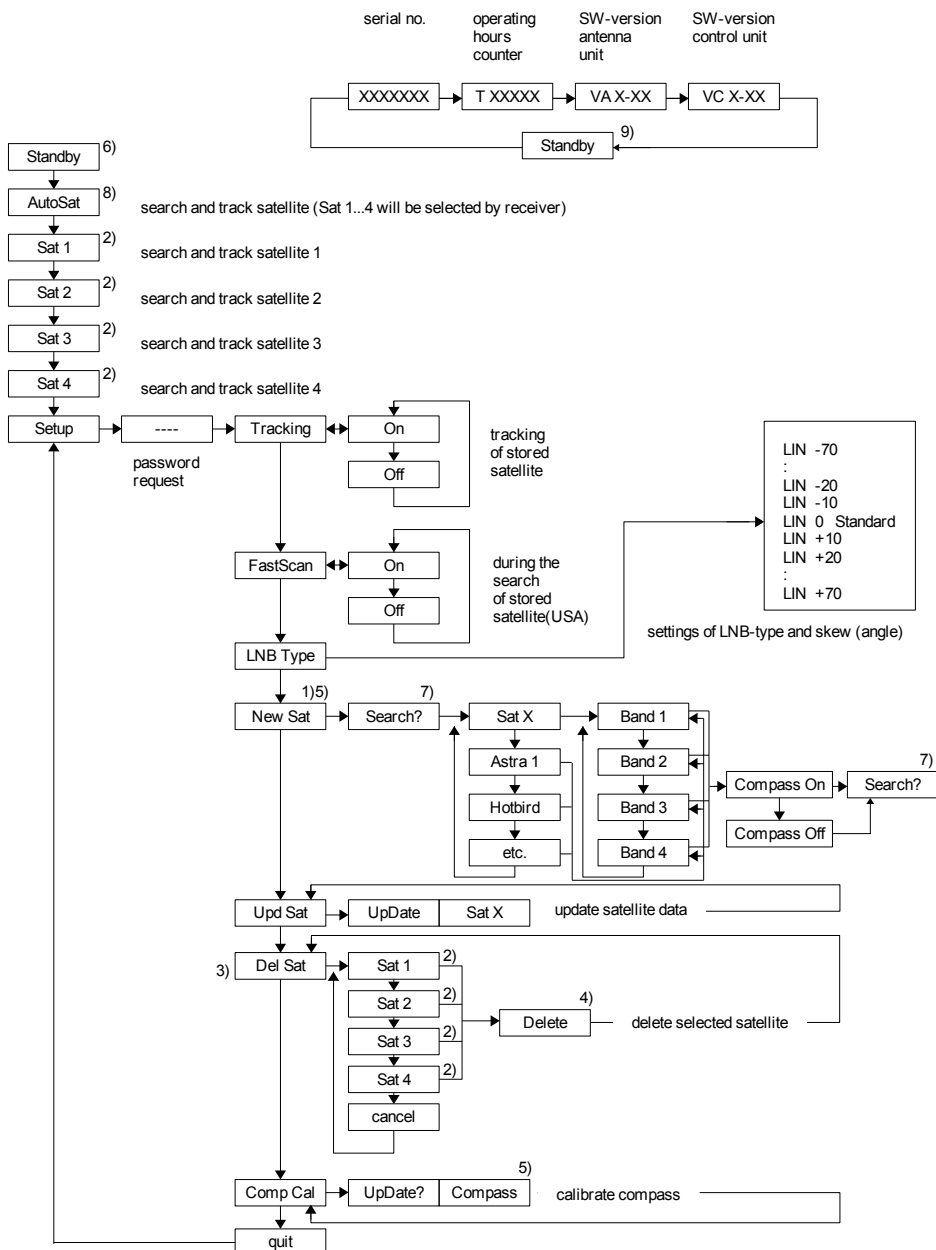 serial no. operating hours counter SW-version antenna unit SW-version control unit
XXXXXXX T XXXXX VA X-XX VC X-XX
9)
Standby
6)
Standby
8)
AutoSat search and track satellite (Sat 1...4 will be selected by receiver)
2)
Sat 1 search and track satellite 1
2)
Sat 2 search and track satellite 2
2)
Sat 3 search and track satellite 3
2)
Sat 4 search and track satellite 4
Setup ---- Tracking On
password request
Off
tracking of stored satellite
LIN -70
:
LIN -20
LIN -10
LIN 0 Standard
LIN +10
LIN +20
:
LIN +70
settings of LNB-type and skew (angle)
FastScan On
Off
during the search of stored satellite(USA)
LNB Type
1)5) 7)
New Sat Search? Sat X Band 1
Astra 1 Band 2
Hotbird Band 3
etc. Band 4
7)
Compass On Search?
Compass Off
Upd Sat UpDate Sat X update satellite data
3) Del Sat Sat 1 2)
Sat 2 2)
Sat 3 2)
Sat 4 2)
cancel
4)
Delete delete selected satellite
5)
Comp Cal UpDate? Compass calibrate compass
quit